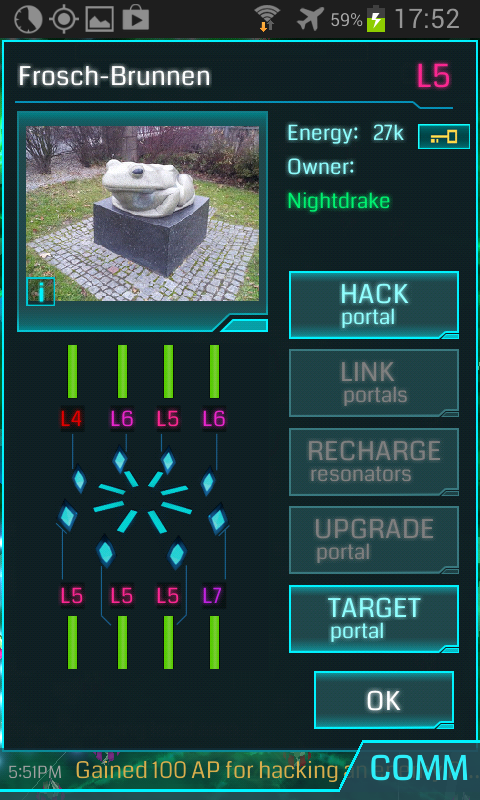 59% 17:52
Frosch-Brunnen L5
Energy: 27k
Owner:
Nightdrake
HACK
portal
LINK
portals
RECHARGE
resonators
UPGRADE
portal
TARGET
portal
OK
L4 L6 L5 L6
L5 L5 L5 L7
5:51PM Gained 100 AP for hacking
COMM